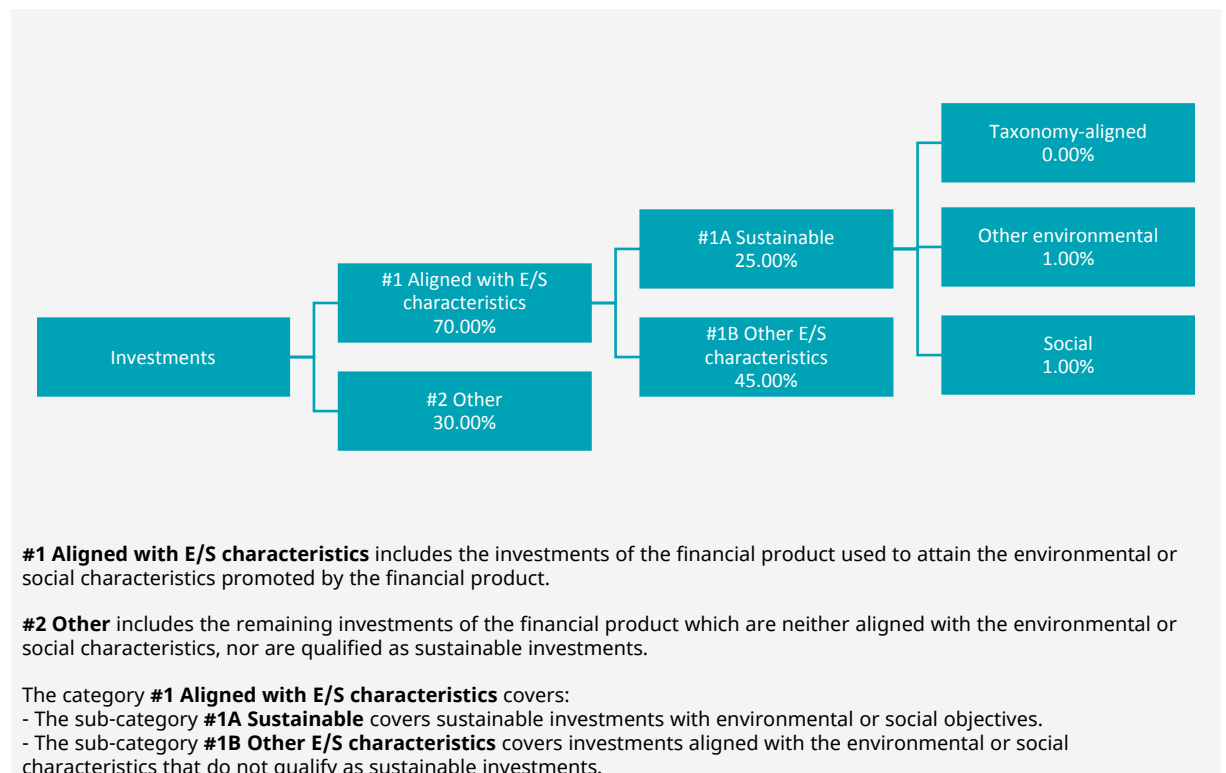 Taxonomy-aligned
0.00%
#1A Sustainable
25.00%
Other environmental
1.00%
#1 Aligned with E/S
characteristics
70.00%
Investments
#1B Other E/S
characteristics
45.00%
Social
1.00%
#2 Other
30.00%
#1 Aligned with E/S characteristics includes the investments of the financial product used to attain the environmental or
social characteristics promoted by the financial product.
#2 Other includes the remaining investments of the financial product which are neither aligned with the environmental or
social characteristics, nor are qualified as sustainable investments.
The category #1 Aligned with E/S characteristics covers:
- The sub-category #1A Sustainable covers sustainable investments with environmental or social objectives.
- The sub-category #1B Other E/S characteristics covers investments aligned with the environmental or social
characteristics that do not qualify as sustainable investments.